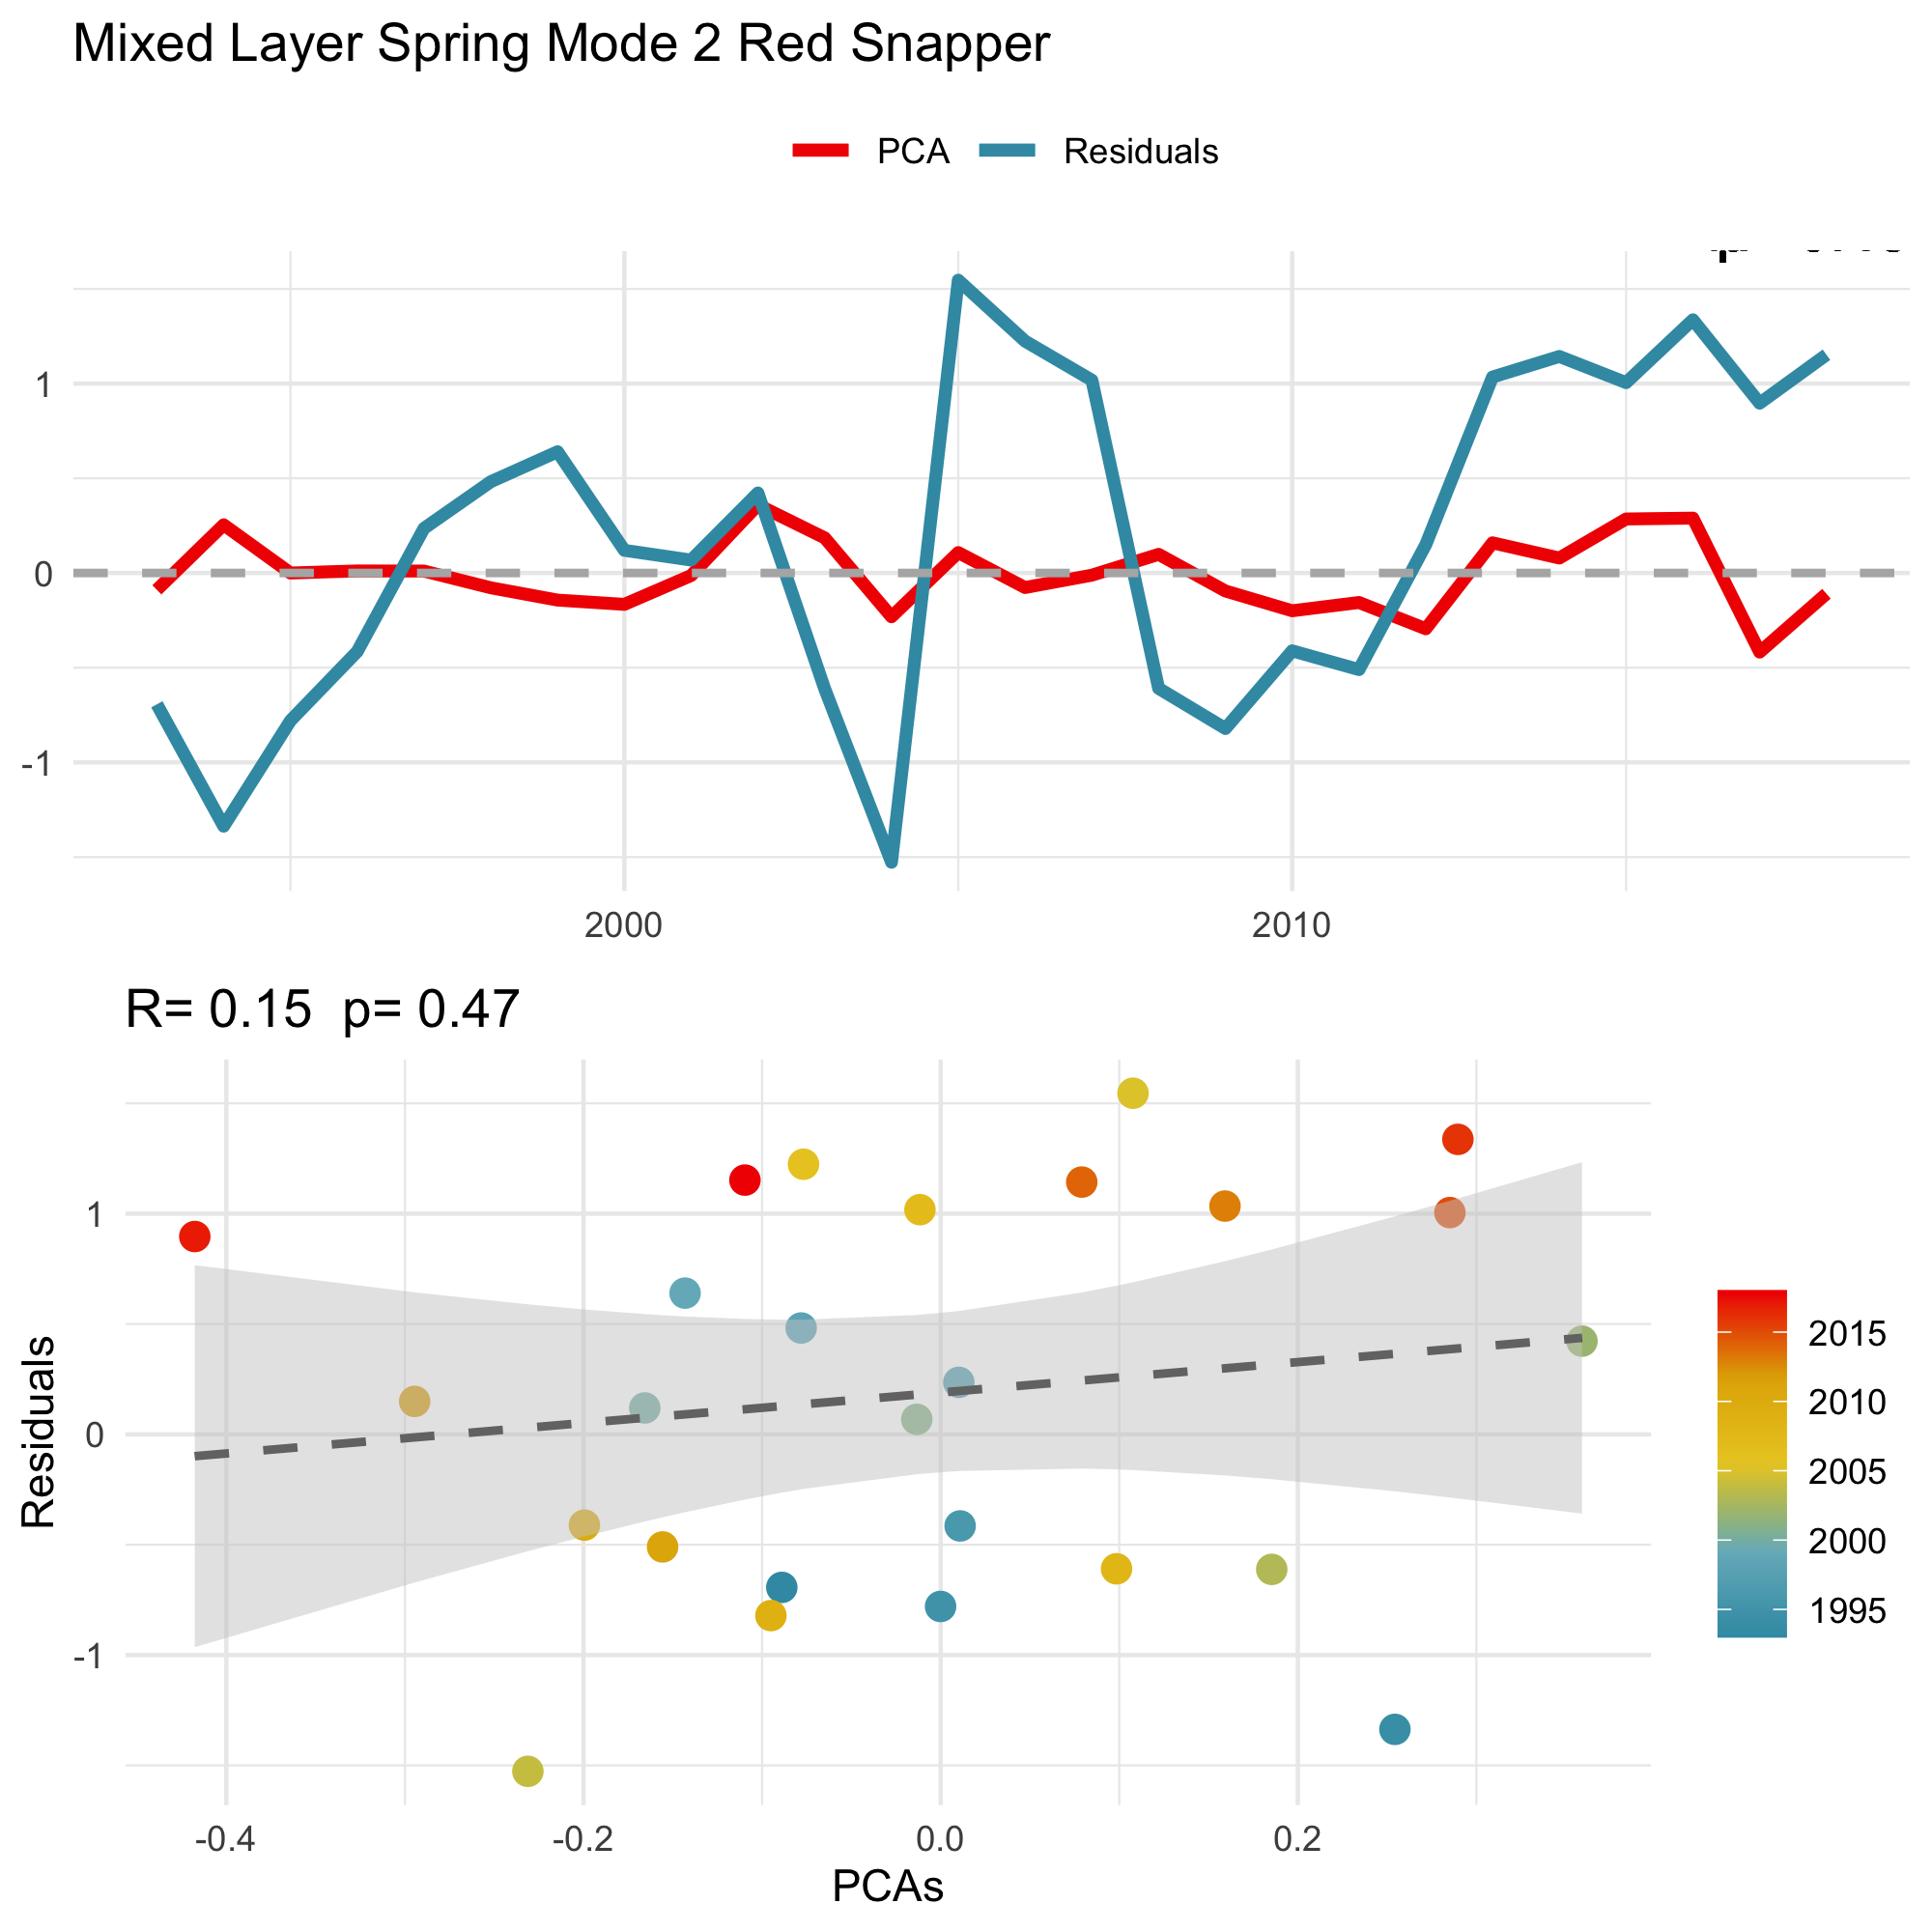 Mixed Layer Spring Mode 2 Red Snapper
PCA Residuals
1
0
-1
2000 2010
R= 0.15 p= 0.47
Residuals
1
0
-1
-0.4 -0.2 0.0 0.2
PCAs
2015
2010
2005
2000
1995